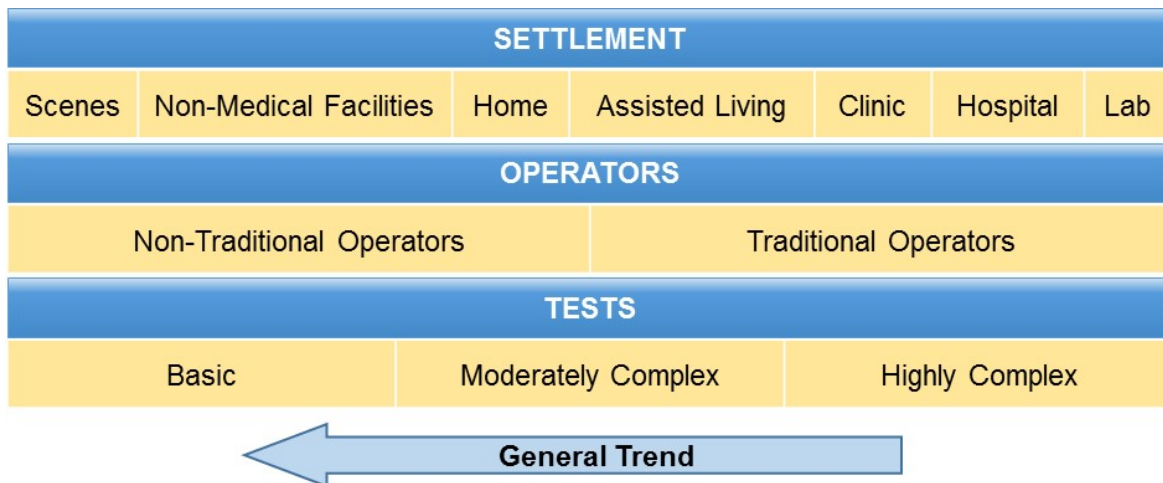 SETTLEMENT
Scenes Non-Medical Facilities Home Assisted Living Clinic Hospital Lab
OPERATORS
Non-Traditional Operators Traditional Operators
TESTS
Basic Moderately Complex Highly Complex
General Trend